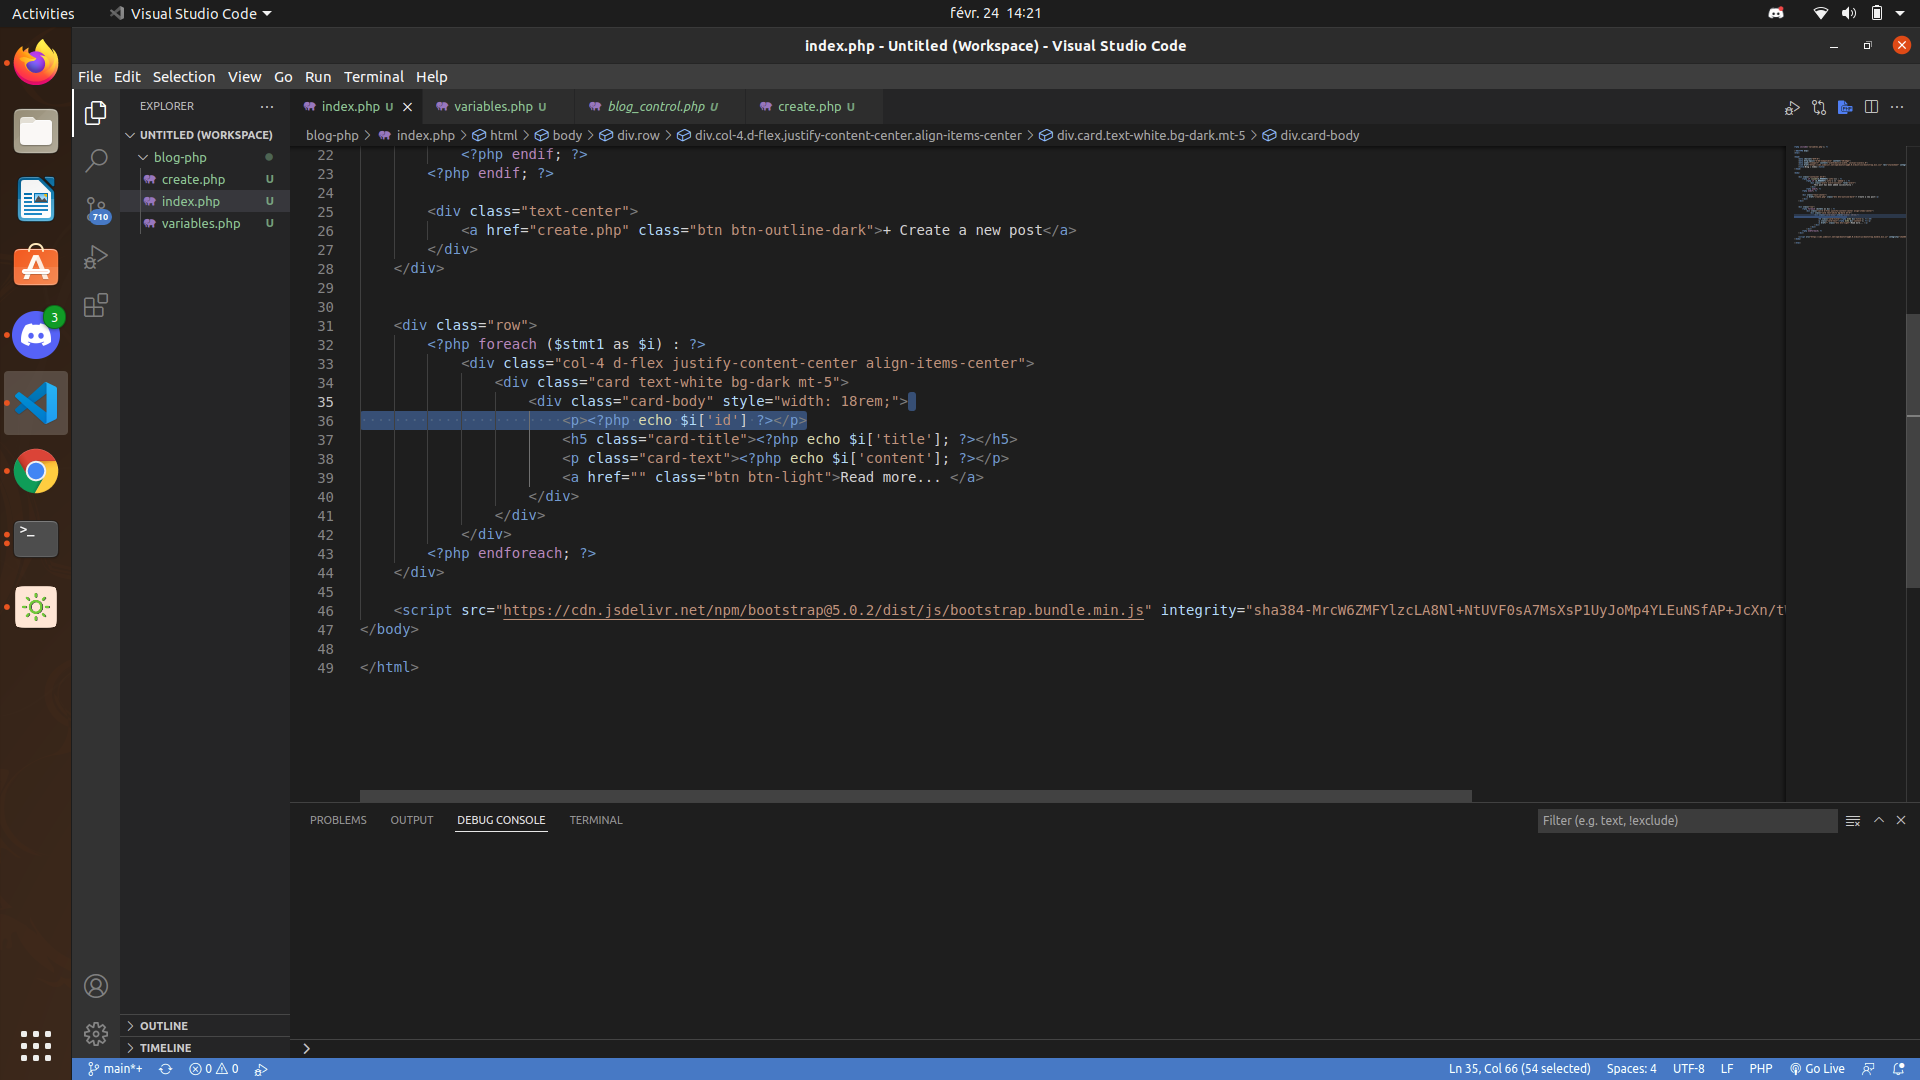 Activities
Visual Studio Code
févr. 24 14:21
index.php - Untitled (Workspace) - Visual Studio Code
File Edit Selection View Go Run Terminal Help
EXPLORER
UNTITLED (WORKSPACE)
blog-php
create.php U
index.php U
variables.php U
710
3
>_
index.php U
variables.php U
blog_control.php U
create.php U
blog-php > index.php > html > body > div.row > div.col-4.d-flex.justify-content-center.align-items-center > div.card.text-white.bg-dark.mt-5 > div.card-body
22 <?php endif; ?>
23 <?php endif; ?>
24
25 <div class="text-center">
26 <a href="create.php" class="btn btn-outline-dark">+ Create a new post</a>
27 </div>
28 </div>
29
30
31 <div class="row">
32 <?php foreach ($stmt1 as $i) : ?>
33 <div class="col-4 d-flex justify-content-center align-items-center">
34 <div class="card text-white bg-dark mt-5">
35 <div class="card-body" style="width: 18rem;">
36 <p><?php echo $i['id'] ?></p>
37 <h5 class="card-title"><?php echo $i['title']; ?></h5>
38 <p class="card-text"><?php echo $i['content']; ?></p>
39 <a href="" class="btn btn-light">Read more... </a>
40 </div>
41 </div>
42 </div>
43 <?php endforeach; ?>
44 </div>
45
46 <script src="https://cdn.jsdelivr.net/npm/bootstrap@5.0.2/dist/js/bootstrap.bundle.min.js" integrity="sha384-MrcW6ZMFYlzcLA8Nl+NtUVF0sA7MsXsP1UyJoMp4YLEuNSfAP+JcXn/t
47 </body>
48
49 </html>
PROBLEMS OUTPUT DEBUG CONSOLE TERMINAL
Filter (e.g. text, !exclude)
OUTLINE
TIMELINE
main*+
0 0
Ln 35, Col 66 (54 selected)
Spaces: 4
UTF-8
LF
PHP
Go Live